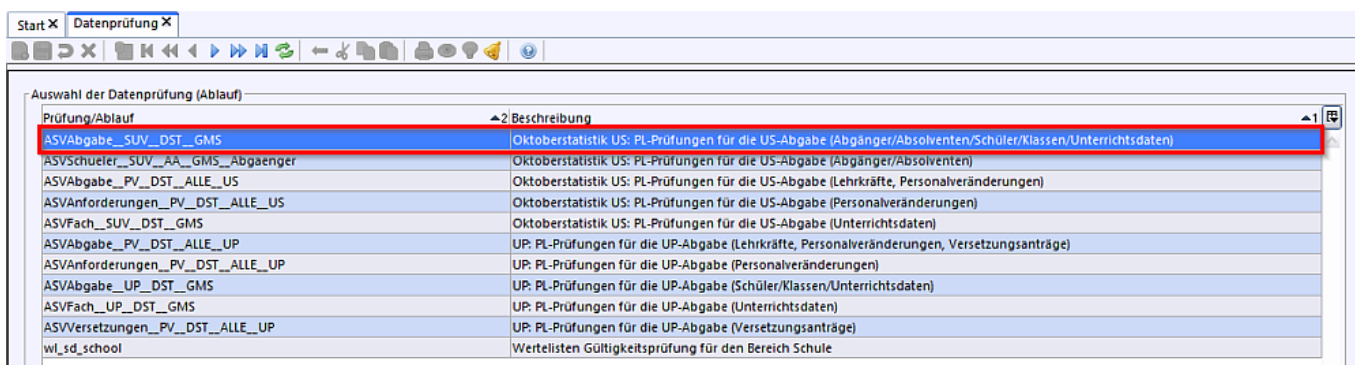 Start X Datenprüfung X
Auswahl der Datenprüfung (Ablauf)
Prüfung/Ablauf ▲2 Beschreibung ▲1
ASVAbgabe__SUV__DST__GMS Oktoberstatistik US: PL-Prüfungen für die US-Abgabe (Abgänger/Absolventen/Schüler/Klassen/Unterrichtsdaten)
ASVSchueler__SUV__AA__GMS__Abgaenger Oktoberstatistik US: PL-Prüfungen für die US-Abgabe (Abgänger/Absolventen)
ASVAbgabe__PV__DST__ALLE__US Oktoberstatistik US: PL-Prüfungen für die US-Abgabe (Lehrkräfte, Personalveränderungen)
ASVAnforderungen__PV__DST__ALLE__US Oktoberstatistik US: PL-Prüfungen für die US-Abgabe (Personalveränderungen)
ASVFach__SUV__DST__GMS Oktoberstatistik US: PL-Prüfungen für die US-Abgabe (Unterrichtsdaten)
ASVAbgabe__PV__DST__ALLE__UP UP: PL-Prüfungen für die UP-Abgabe (Lehrkräfte, Personalveränderungen, Versetzungsanträge)
ASVAnforderungen__PV__DST__ALLE__UP UP: PL-Prüfungen für die UP-Abgabe (Personalveränderungen)
ASVAbgabe__UP__DST__GMS UP: PL-Prüfungen für die UP-Abgabe (Schüler/Klassen/Unterrichtsdaten)
ASVFach__UP__DST__GMS UP: PL-Prüfungen für die UP-Abgabe (Unterrichtsdaten)
ASVVersetzungen__PV__DST__ALLE__UP UP: PL-Prüfungen für die UP-Abgabe (Versetzungsanträge)
wl_sd_school Wertelisten Gültigkeitsprüfung für den Bereich Schule